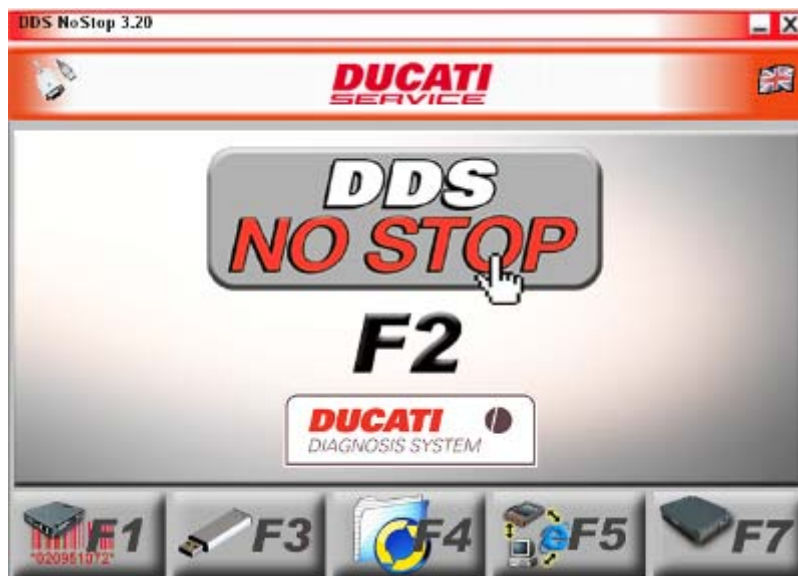 DDS NoStop 3.20
DUCATI
SERVICE
DDS
NO STOP
F2
DUCATI
DIAGNOSIS SYSTEM
F1 F3 F4 F5 F7
"020951072"